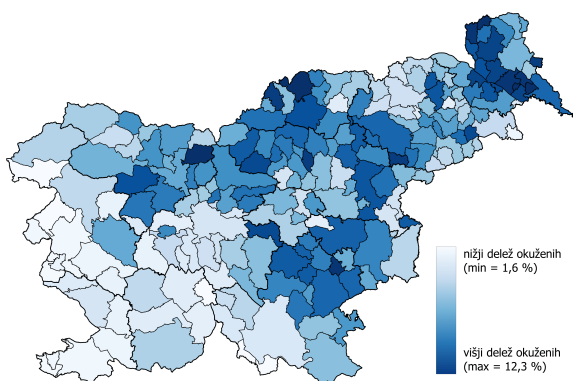 nižji delež okuženih
(min = 1,6 %)
višji delež okuženih
(max = 12,3 %)